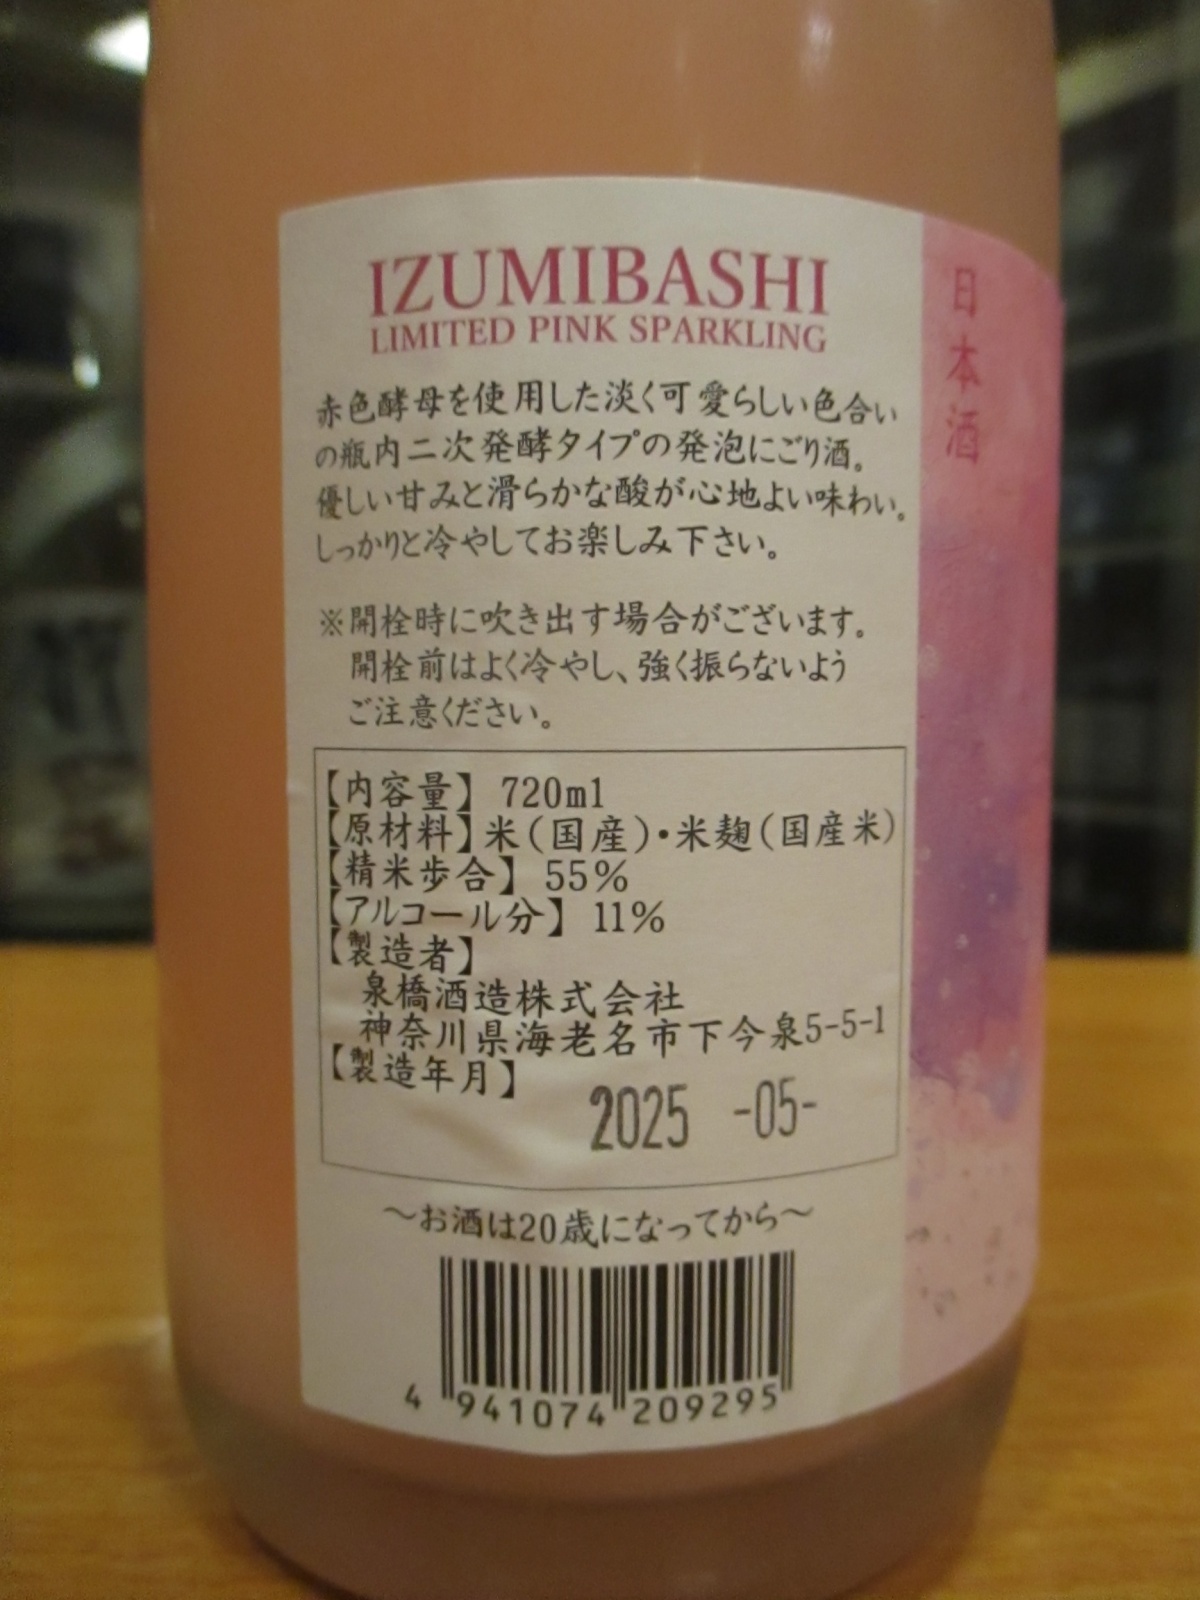 IZUMIBASHI
LIMITED PINK SPARKLING
赤色酵母を使用した淡く可愛らしい色合い
の瓶内二次発酵タイプの発泡にごり酒。
優しい甘みと滑らかな酸が心地よい味わい。
しっかりと冷やしてお楽しみ下さい。
※開栓時に吹き出す場合がございます。
開栓前はよく冷やし、強く振らないよう
ご注意ください。
【内容量】 720ml
【原材料】米(国産)・米麹(国産米)
【精米歩合】 55%
【アルコール分】 11%
【製造者】
泉橋酒造株式会社
神奈川県海老名市下今泉5-5-1
【製造年月】
2025 -05-
～お酒は20歳になってから～
4 941074 209295
日本酒